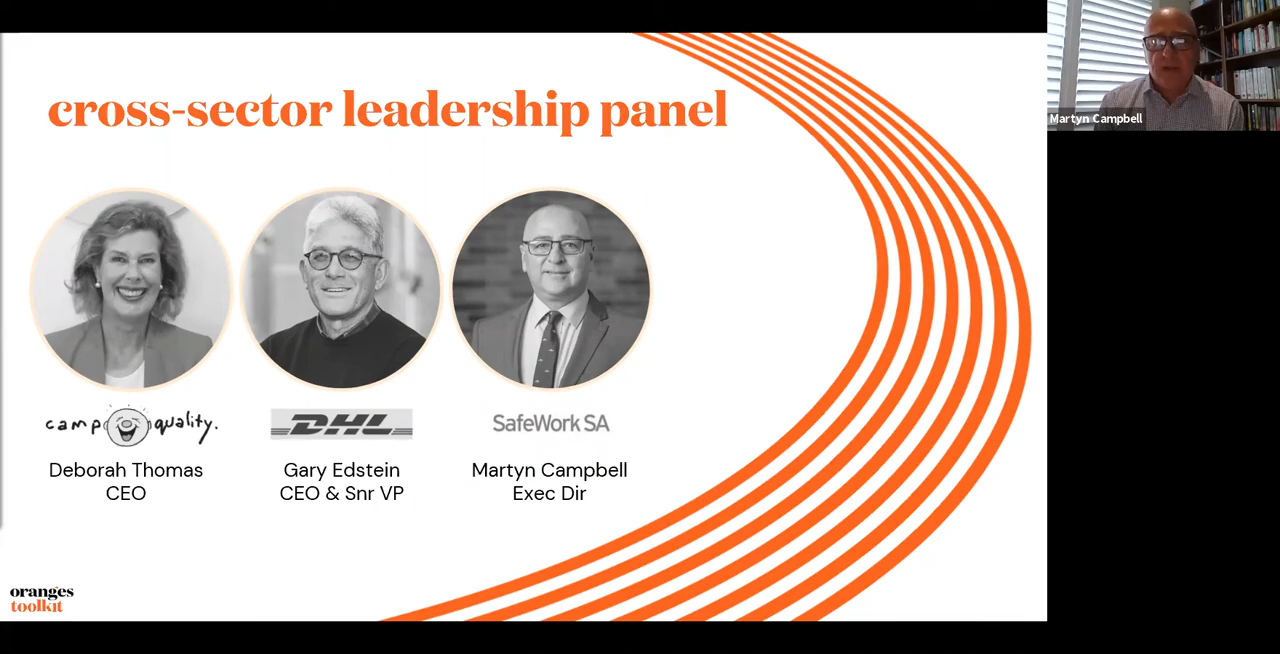 cross-sector leadership panel
Martyn Campbell
camp quality.
DHL
SafeWork SA
Deborah Thomas
CEO
Gary Edstein
CEO & Snr VP
Martyn Campbell
Exec Dir
oranges
toolkit